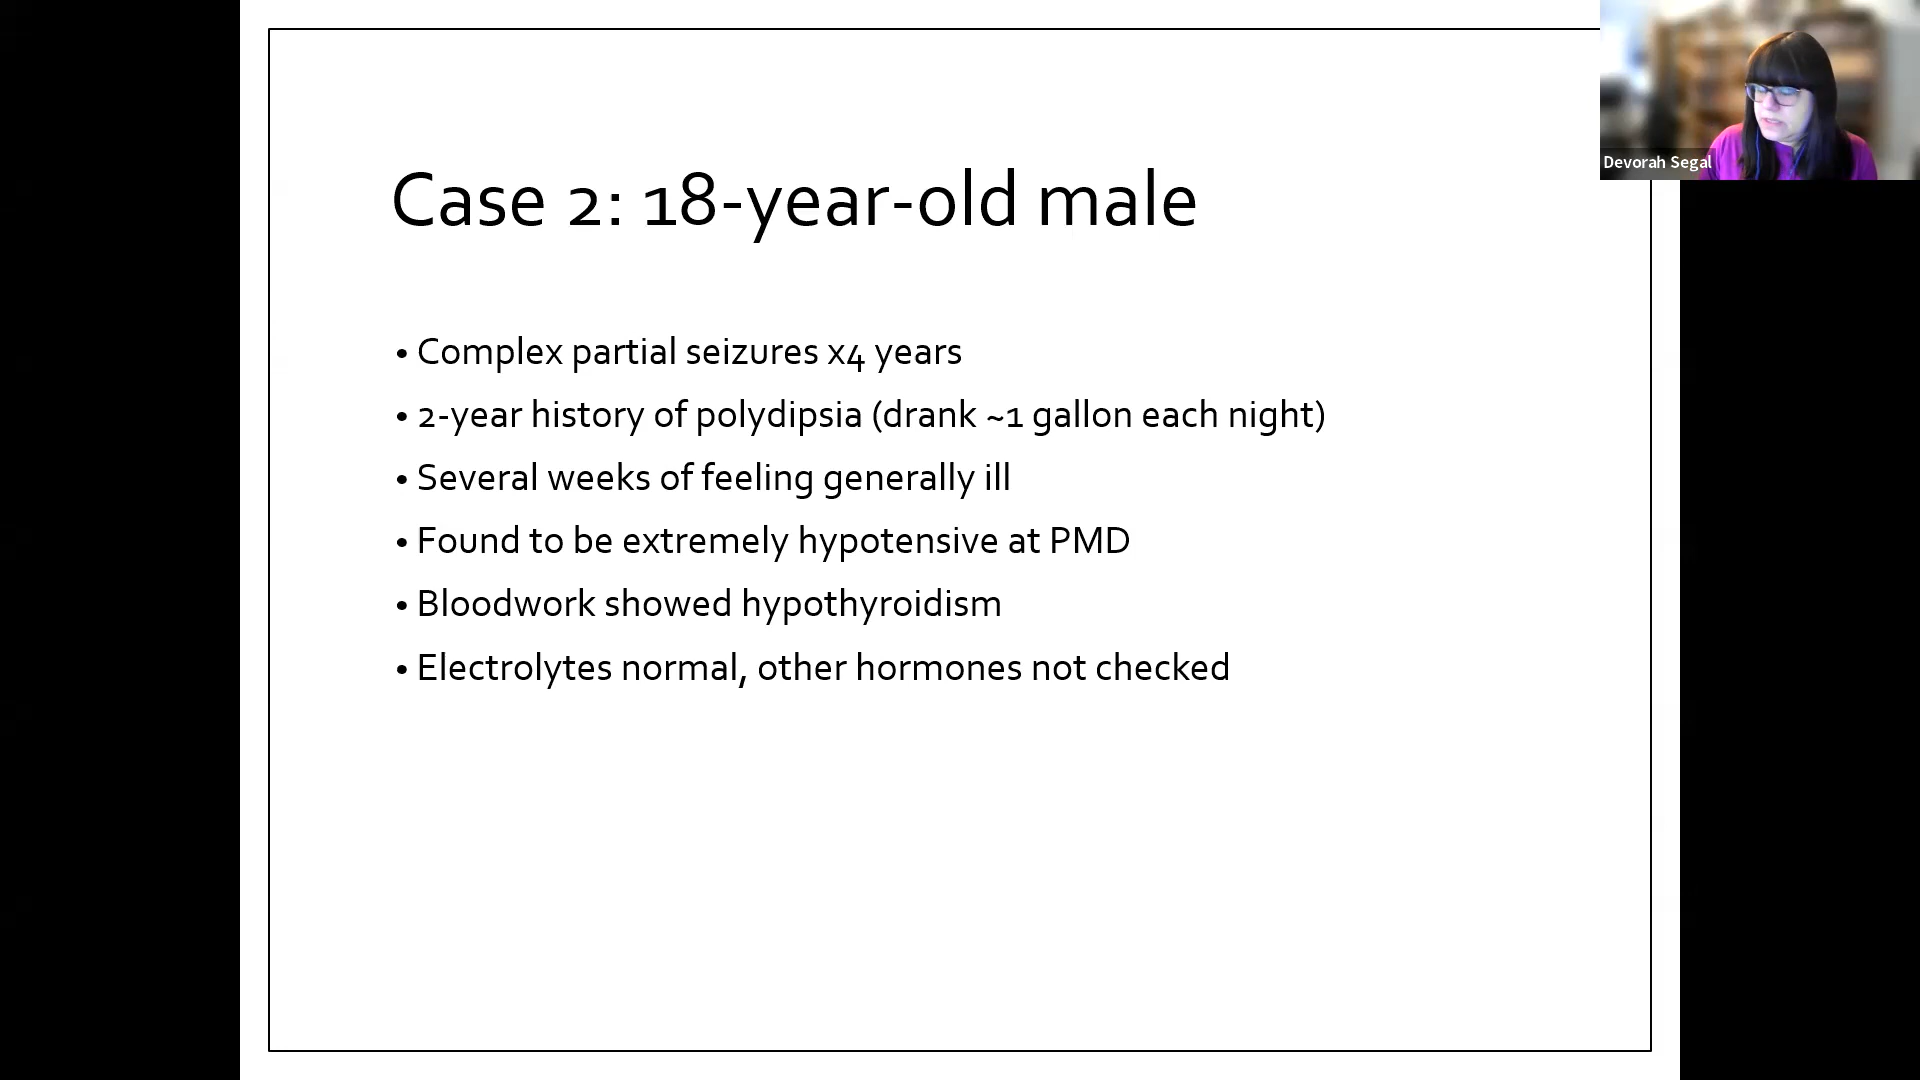 Case 2: 18-year-old male
• Complex partial seizures x4 years
• 2-year history of polydipsia (drank ~1 gallon each night)
• Several weeks of feeling generally ill
• Found to be extremely hypotensive at PMD
• Bloodwork showed hypothyroidism
• Electrolytes normal, other hormones not checked
Devorah Segal